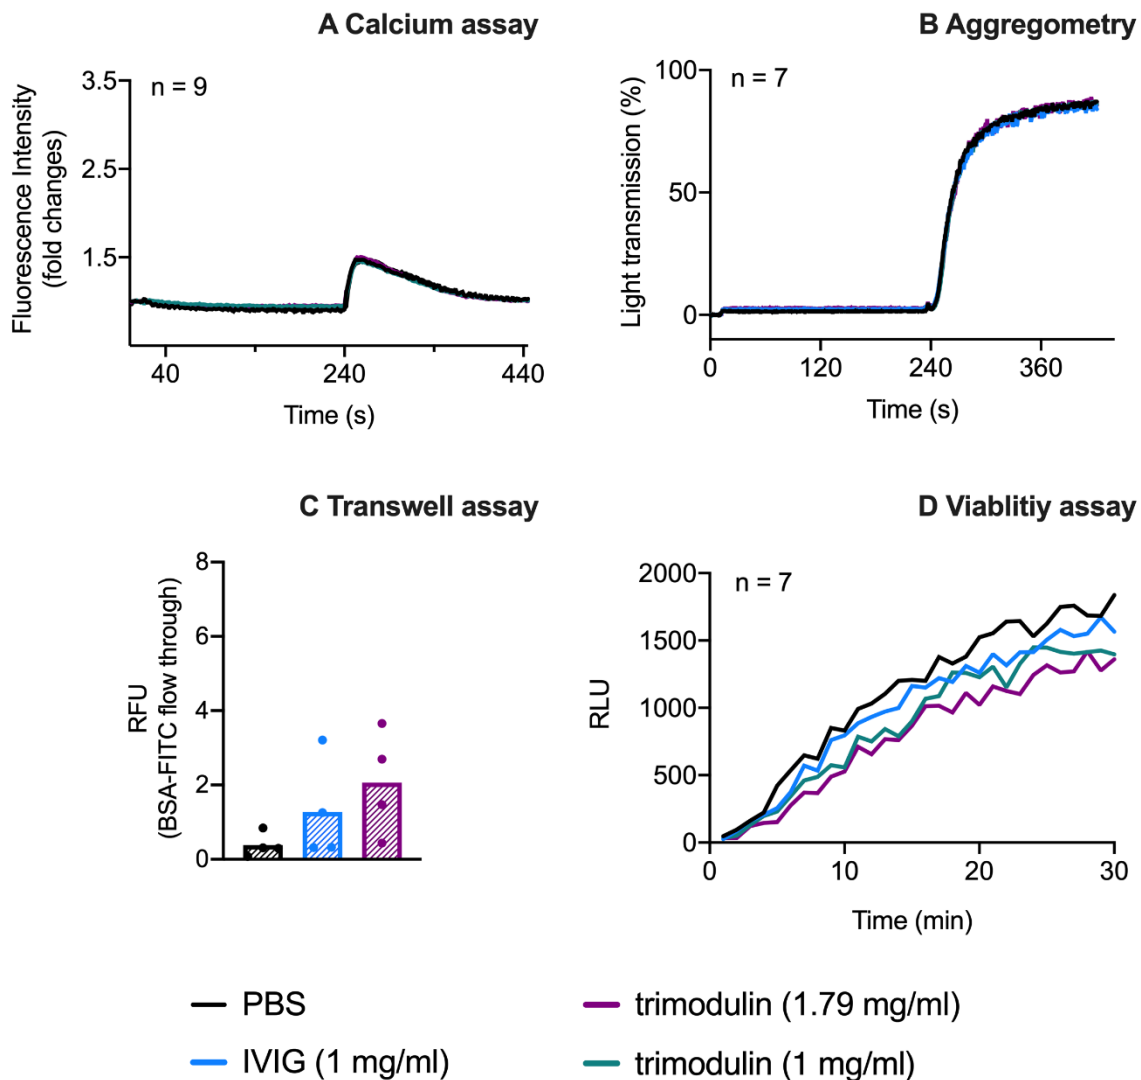 A Calcium assay
n = 9
Fluorescence Intensity
(fold changes)
3.5
2.5
1.5
40
240
440
Time (s)
B Aggregometry
n = 7
Light transmission (%)
100
50
0
0
120
240
360
Time (s)
C Transwell assay
RFU
(BSA-FITC flow through)
8
6
4
2
0
D Viablitiy assay
n = 7
RLU
2000
1500
1000
500
0
0
10
20
30
Time (min)
PBS
trimodulin (1.79 mg/ml)
IVIG (1 mg/ml)
trimodulin (1 mg/ml)